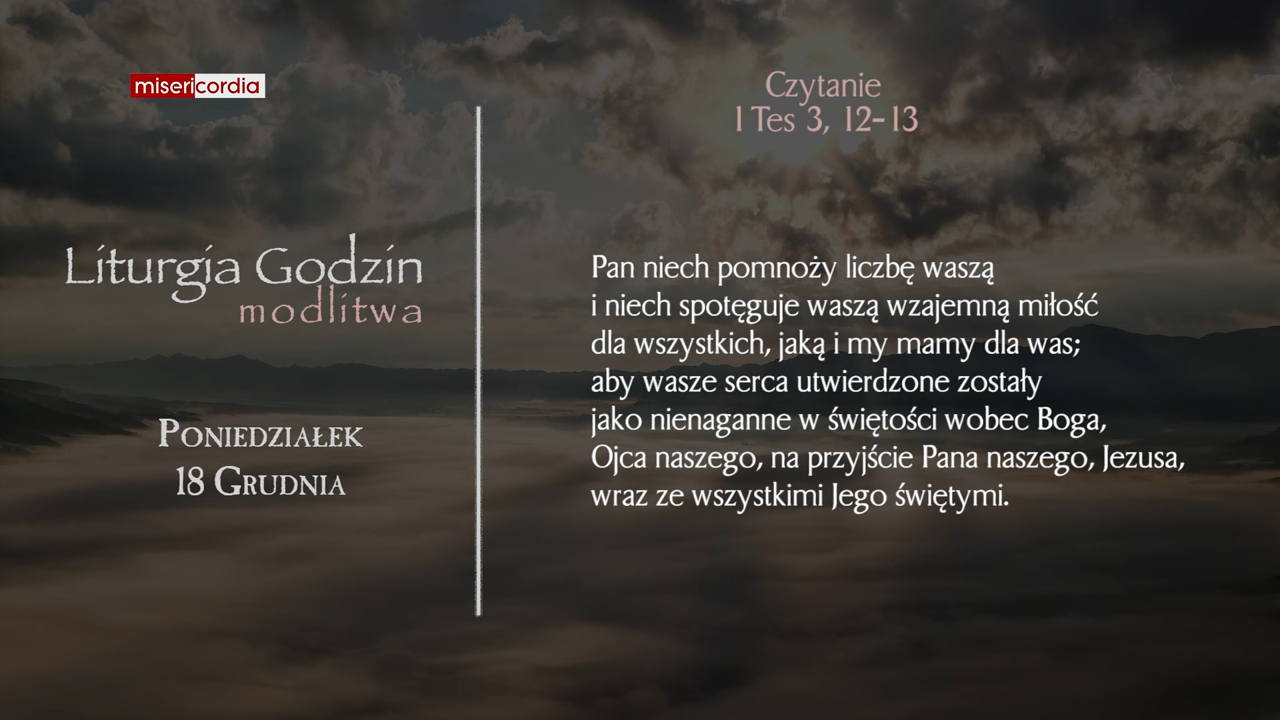 misericordia
Liturgia Godzin
modlitwa
Poniedziałek
18 Grudnia
Czytanie
1 Tes 3, 12-13
Pan niech pomnoży liczbę waszą
i niech spotęguje waszą wzajemną miłość
dla wszystkich, jaką i my mamy dla was;
aby wasze serca utwierdzone zostały
jako nienaganne w świętości wobec Boga,
Ojca naszego, na przyjście Pana naszego, Jezusa,
wraz ze wszystkimi Jego świętymi.